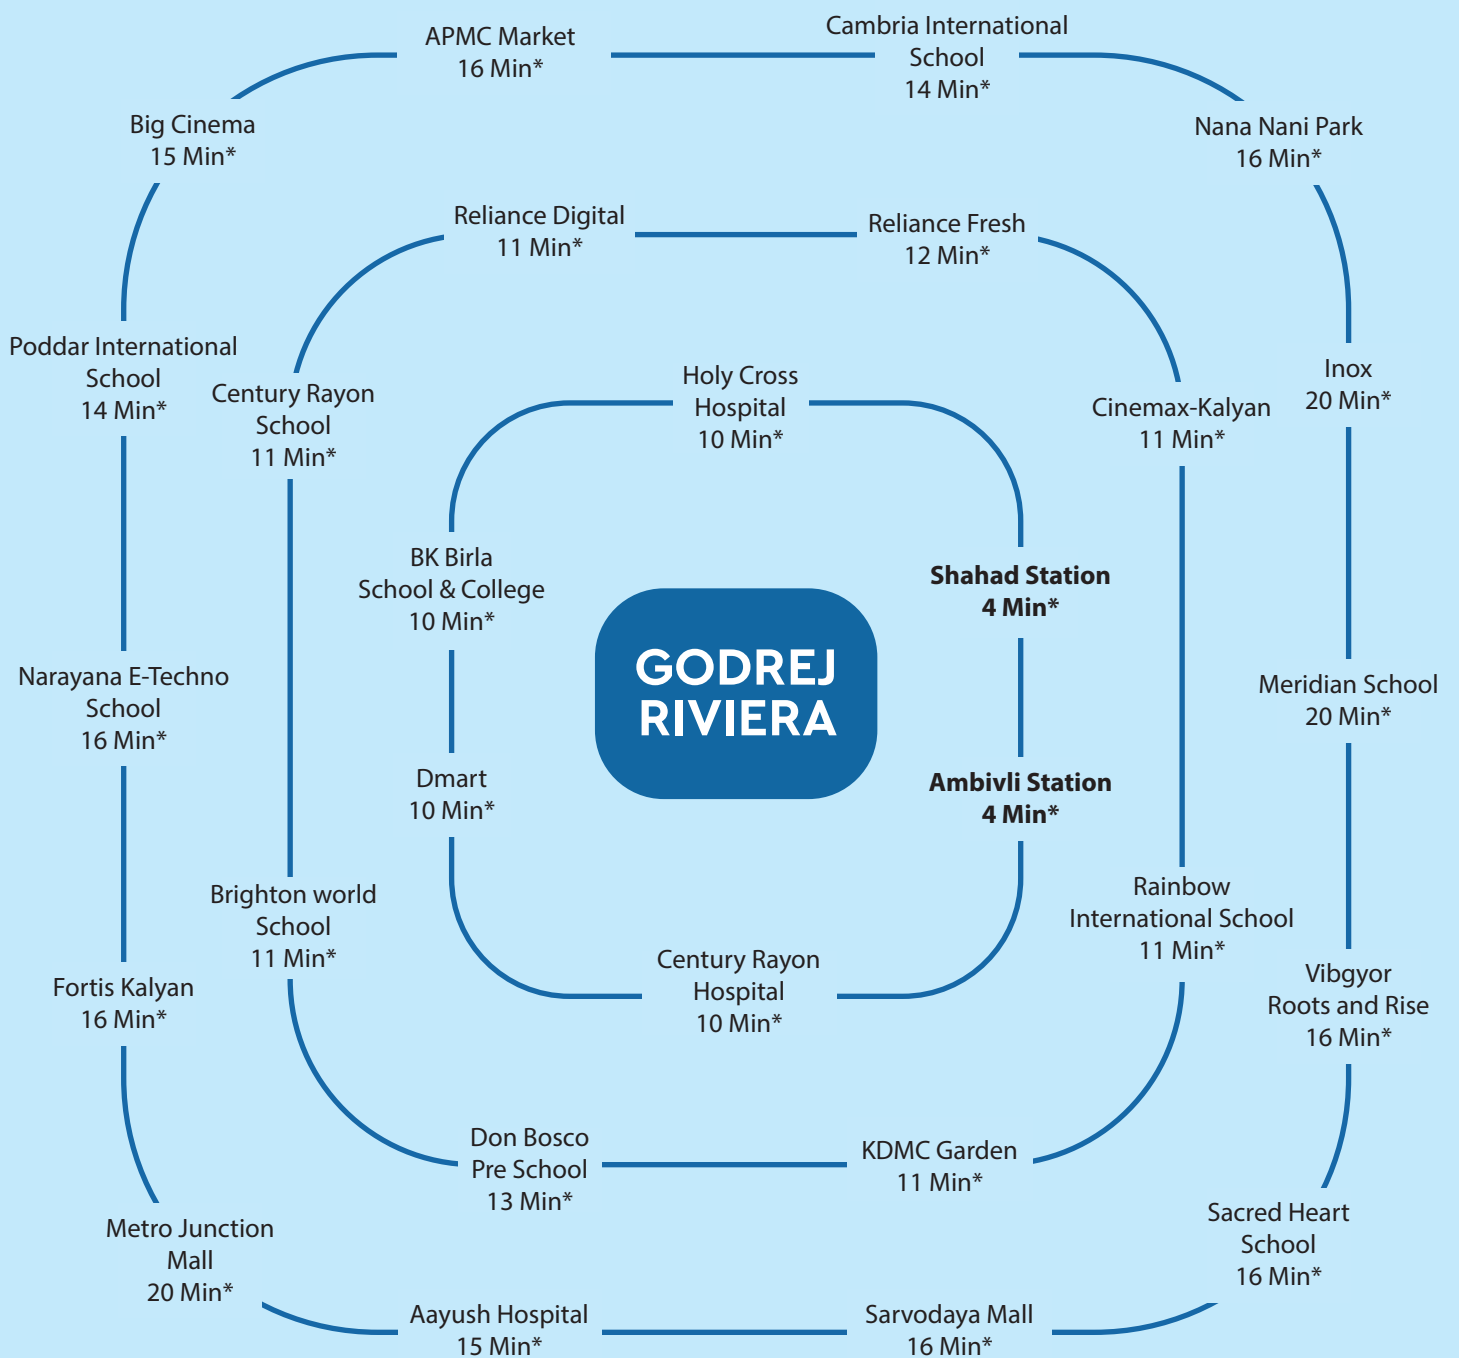 APMC Market
16 Min*
Cambria International
School
14 Min*
Big Cinema
15 Min*
Nana Nani Park
16 Min*
Reliance Digital
11 Min*
Reliance Fresh
12 Min*
Poddar International
School
14 Min*
Century Rayon
School
11 Min*
Holy Cross
Hospital
10 Min*
Cinemax-Kalyan
11 Min*
Inox
20 Min*
BK Birla
School & College
10 Min*
Shahad Station
4 Min*
GODREJ
RIVIERA
Narayana E-Techno
School
16 Min*
Meridian School
20 Min*
Dmart
10 Min*
Ambivli Station
4 Min*
Brighton world
School
11 Min*
Rainbow
International School
11 Min*
Century Rayon
Hospital
10 Min*
Fortis Kalyan
16 Min*
Vibgyor
Roots and Rise
16 Min*
Don Bosco
Pre School
13 Min*
KDMC Garden
11 Min*
Metro Junction
Mall
20 Min*
Sacred Heart
School
16 Min*
Aayush Hospital
15 Min*
Sarvodaya Mall
16 Min*